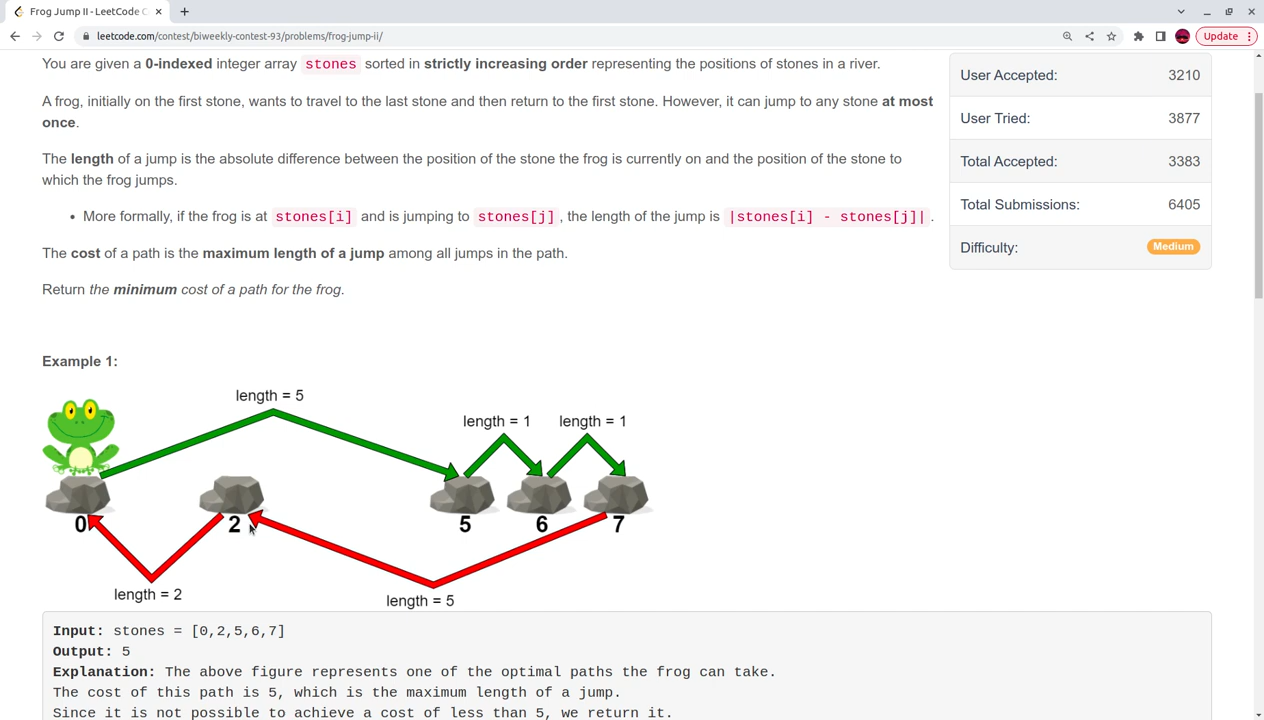 Frog Jump II - LeetCode C
leetcode.com/contest/biweekly-contest-93/problems/frog-jump-ii/
Update
You are given a 0-indexed integer array stones sorted in strictly increasing order representing the positions of stones in a river.
A frog, initially on the first stone, wants to travel to the last stone and then return to the first stone. However, it can jump to any stone at most
once.
The length of a jump is the absolute difference between the position of the stone the frog is currently on and the position of the stone to
which the frog jumps.
• More formally, if the frog is at stones[i] and is jumping to stones[j] , the length of the jump is |stones[i] - stones[j]| .
The cost of a path is the maximum length of a jump among all jumps in the path.
Return the minimum cost of a path for the frog.
User Accepted: 3210
User Tried: 3877
Total Accepted: 3383
Total Submissions: 6405
Difficulty: Medium
Example 1:
length = 5
length = 1 length = 1
0 2 5 6 7
length = 2
length = 5
Input: stones = [0,2,5,6,7]
Output: 5
Explanation: The above figure represents one of the optimal paths the frog can take.
The cost of this path is 5, which is the maximum length of a jump.
Since it is not possible to achieve a cost of less than 5, we return it.